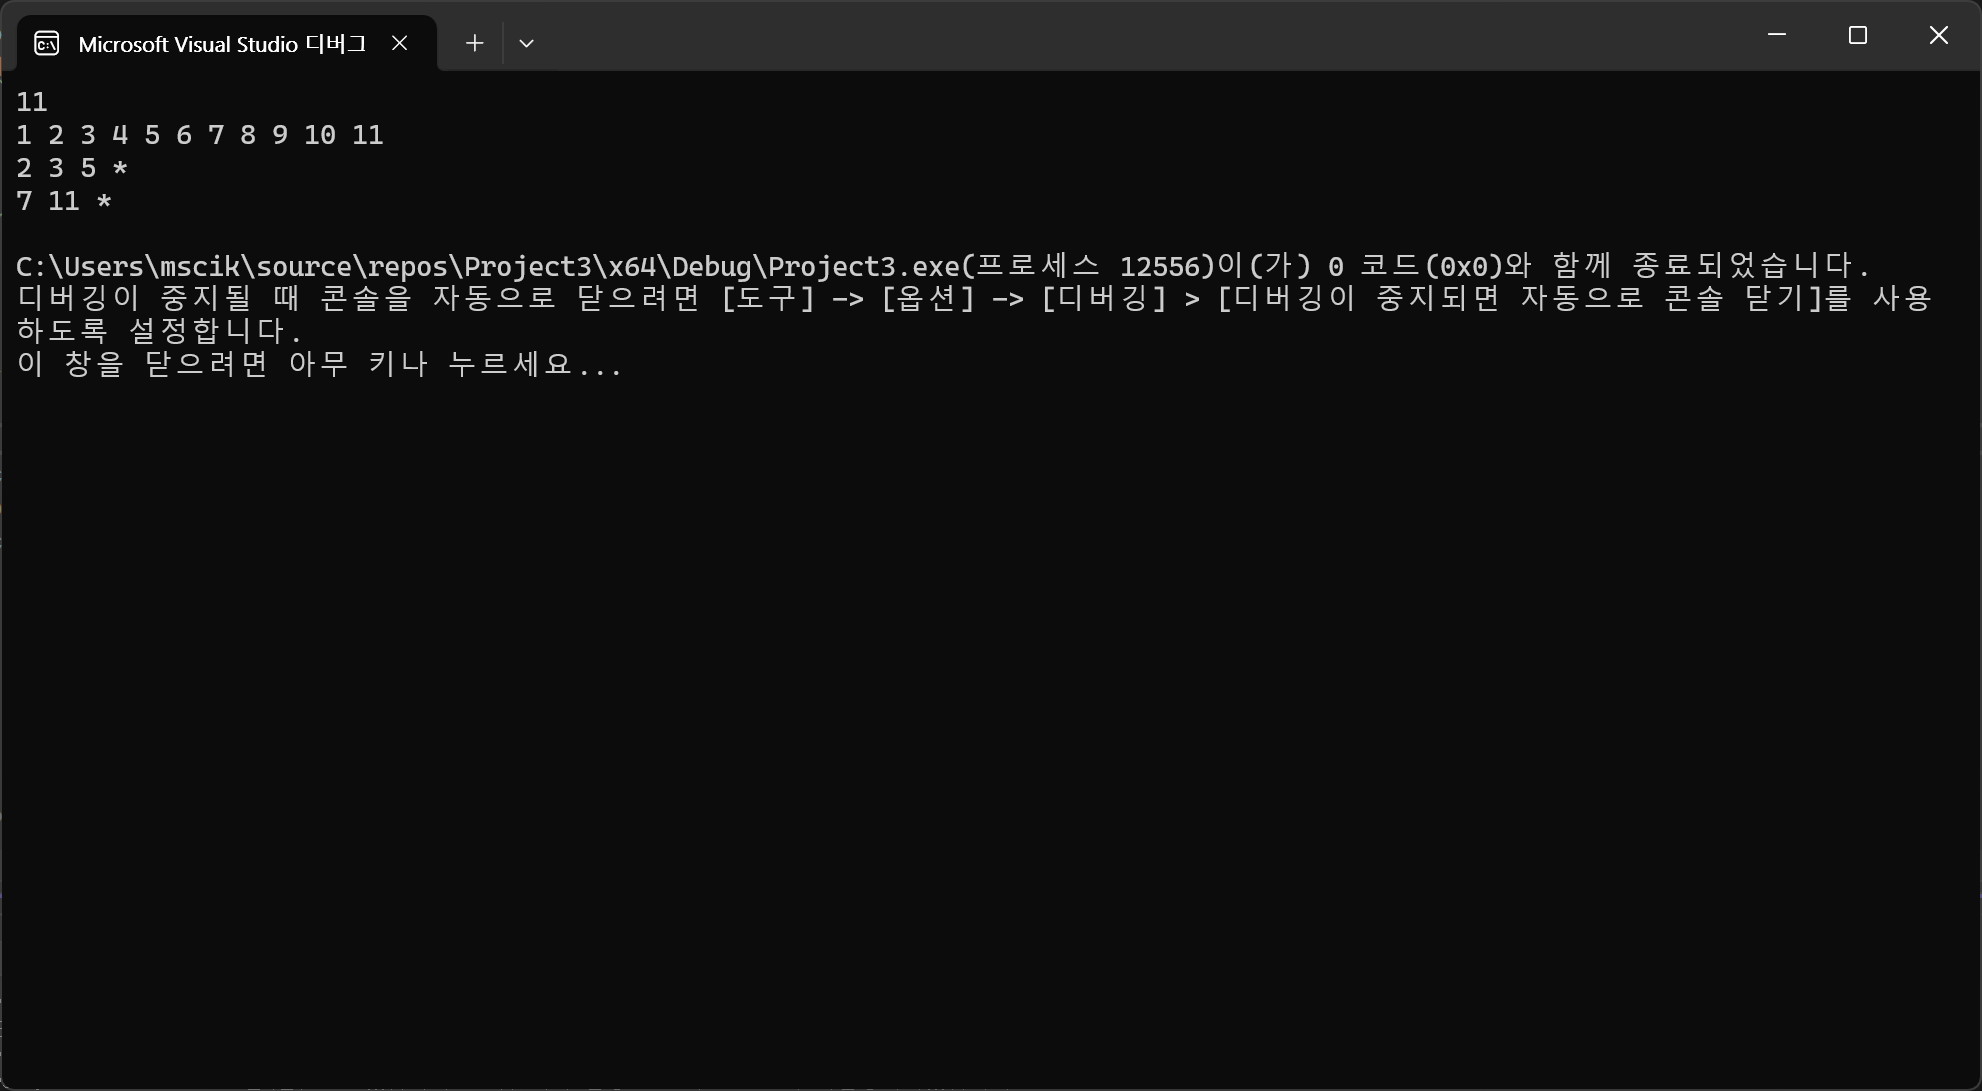 Microsoft Visual Studio 디버그
11
1 2 3 4 5 6 7 8 9 10 11
2 3 5 *
7 11 *
C:\Users\mscik\source\repos\Project3\x64\Debug\Project3.exe(프로세스 12556)이(가) 0 코드(0x0)와 함께 종료되었습니다.
디버깅이 중지될 때 콘솔을 자동으로 닫으려면 [도구] -> [옵션] -> [디버깅] > [디버깅이 중지되면 자동으로 콘솔 닫기]를 사용
하도록 설정합니다.
이 창을 닫으려면 아무 키나 누르세요...